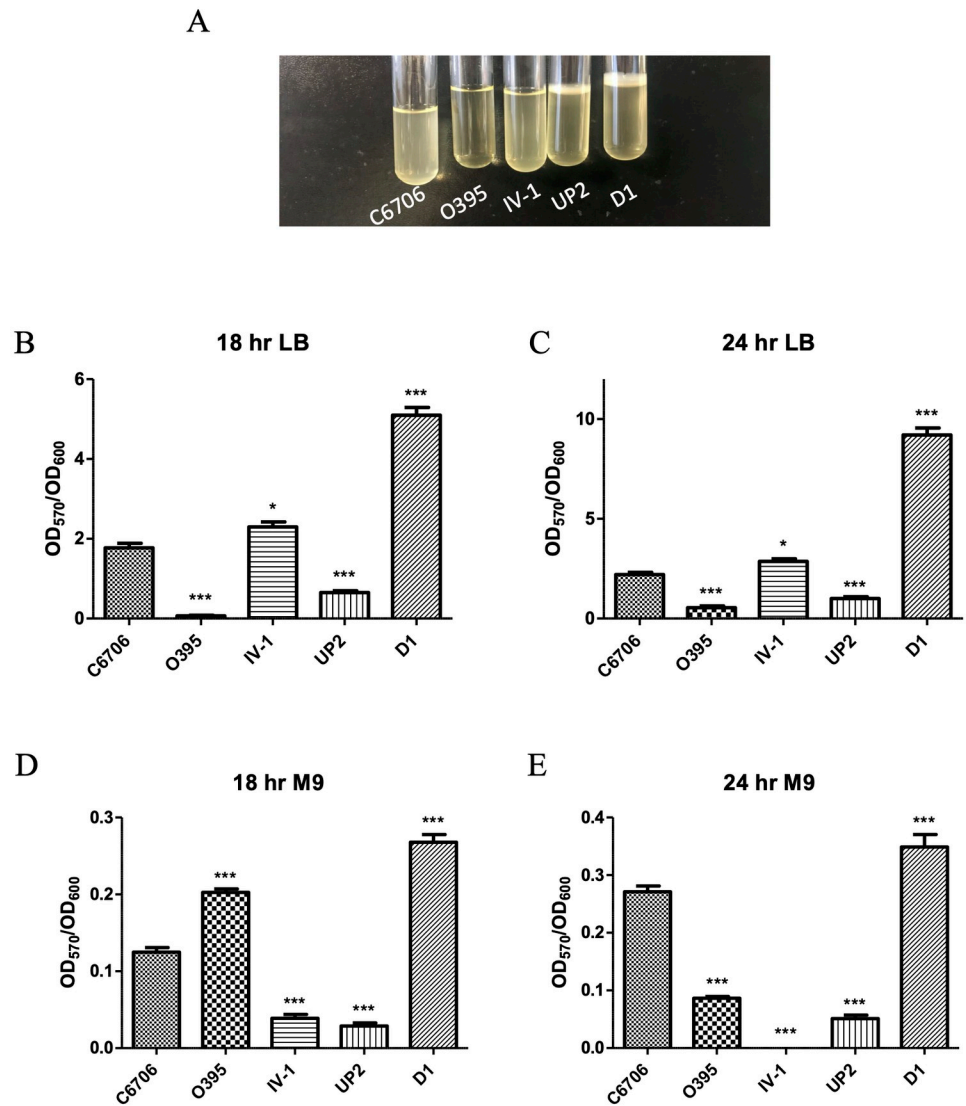 A
C6706
O395
IV-1
UP2
D1
B
18 hr LB
OD570/OD600
6
4
2
0
***
*
***
***
C6706
O395
IV-1
UP2
D1
C
24 hr LB
OD570/OD600
10
5
0
***
*
***
***
C6706
O395
IV-1
UP2
D1
D
18 hr M9
OD570/OD600
0.3
0.2
0.1
0.0
***
***
***
***
C6706
O395
IV-1
UP2
D1
E
24 hr M9
OD570/OD600
0.4
0.3
0.2
0.1
0.0
***
***
***
***
C6706
O395
IV-1
UP2
D1